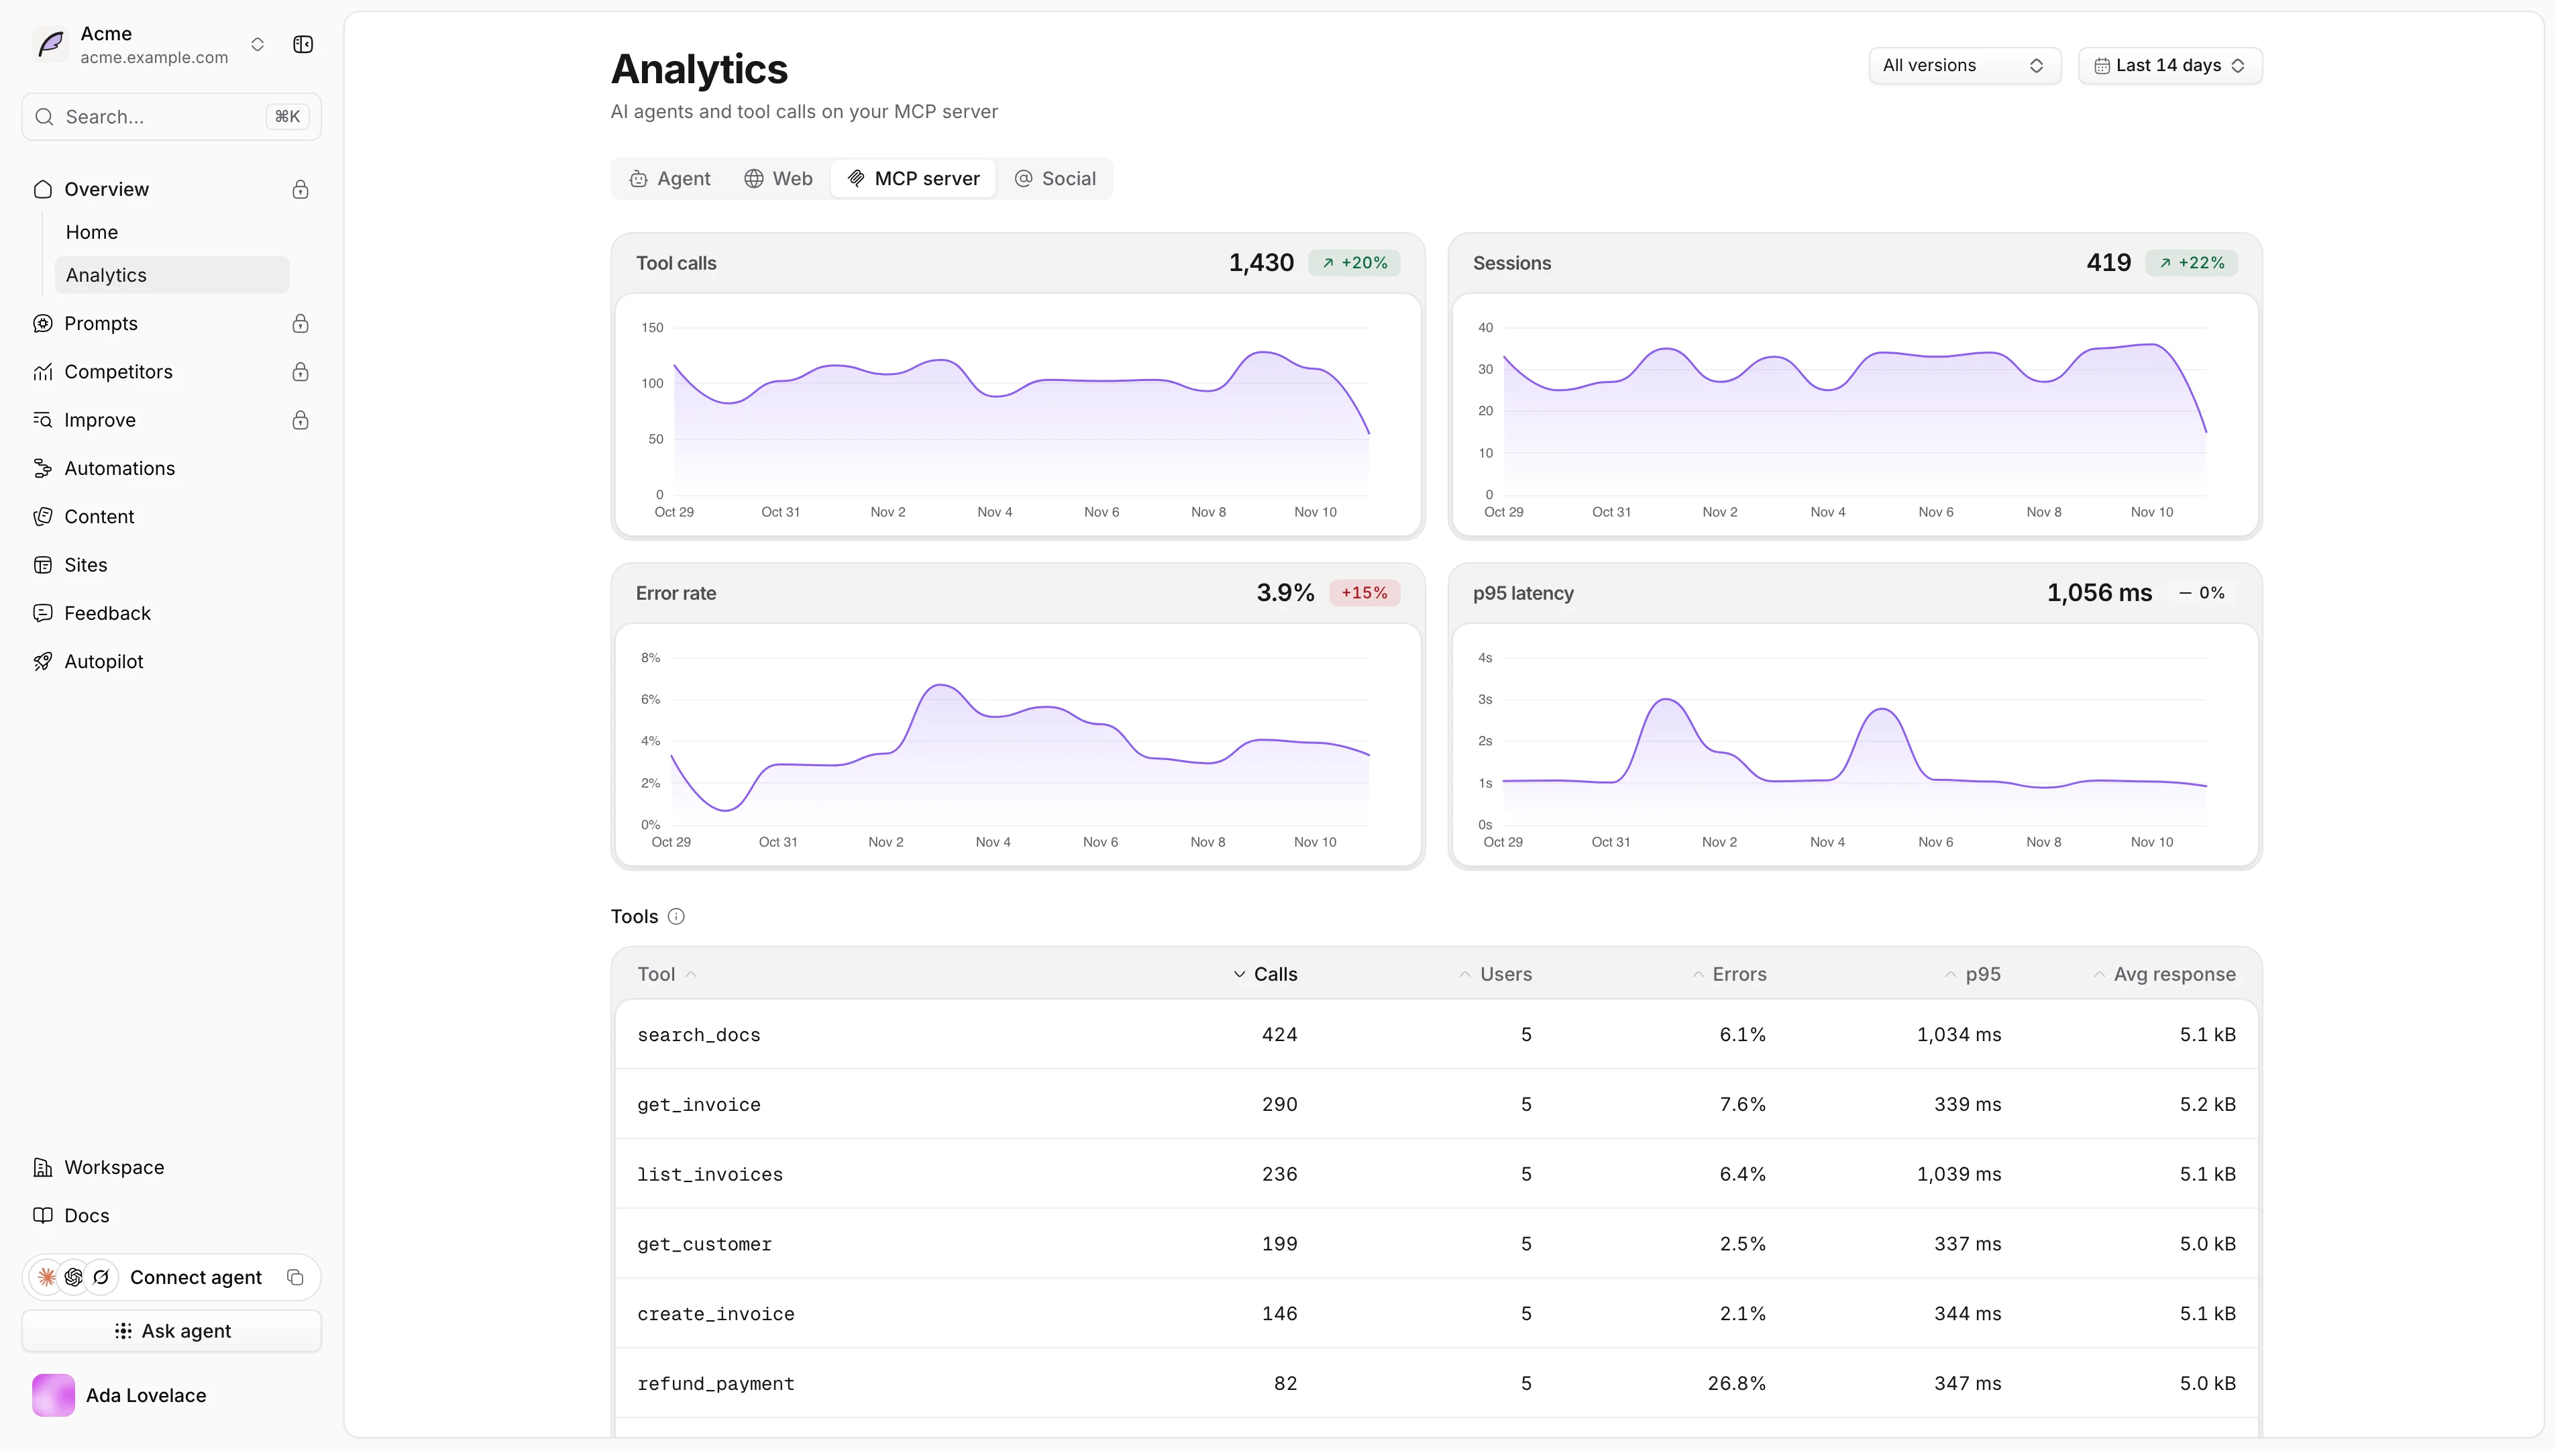 Acme
acme.example.com
Search...
⌘K
Overview
Home
Analytics
Prompts
Competitors
Improve
Automations
Content
Sites
Feedback
Autopilot
Workspace
Docs
Connect agent
Ask agent
Ada Lovelace
Analytics
AI agents and tool calls on your MCP server
All versions
Last 14 days
Agent
Web
MCP server
Social
Tool calls
1,430
+20%
150
100
50
0
Oct 29 Oct 31 Nov 2 Nov 4 Nov 6 Nov 8 Nov 10
Sessions
419
+22%
40
30
20
10
0
Oct 29 Oct 31 Nov 2 Nov 4 Nov 6 Nov 8 Nov 10
Error rate
3.9%
+15%
8%
6%
4%
2%
0%
Oct 29 Oct 31 Nov 2 Nov 4 Nov 6 Nov 8 Nov 10
p95 latency
1,056 ms
— 0%
4s
3s
2s
1s
0s
Oct 29 Oct 31 Nov 2 Nov 4 Nov 6 Nov 8 Nov 10
Tools
Tool Calls Users Errors p95 Avg response
search_docs 424 5 6.1% 1,034 ms 5.1 kB
get_invoice 290 5 7.6% 339 ms 5.2 kB
list_invoices 236 5 6.4% 1,039 ms 5.1 kB
get_customer 199 5 2.5% 337 ms 5.0 kB
create_invoice 146 5 2.1% 344 ms 5.1 kB
refund_payment 82 5 26.8% 347 ms 5.0 kB